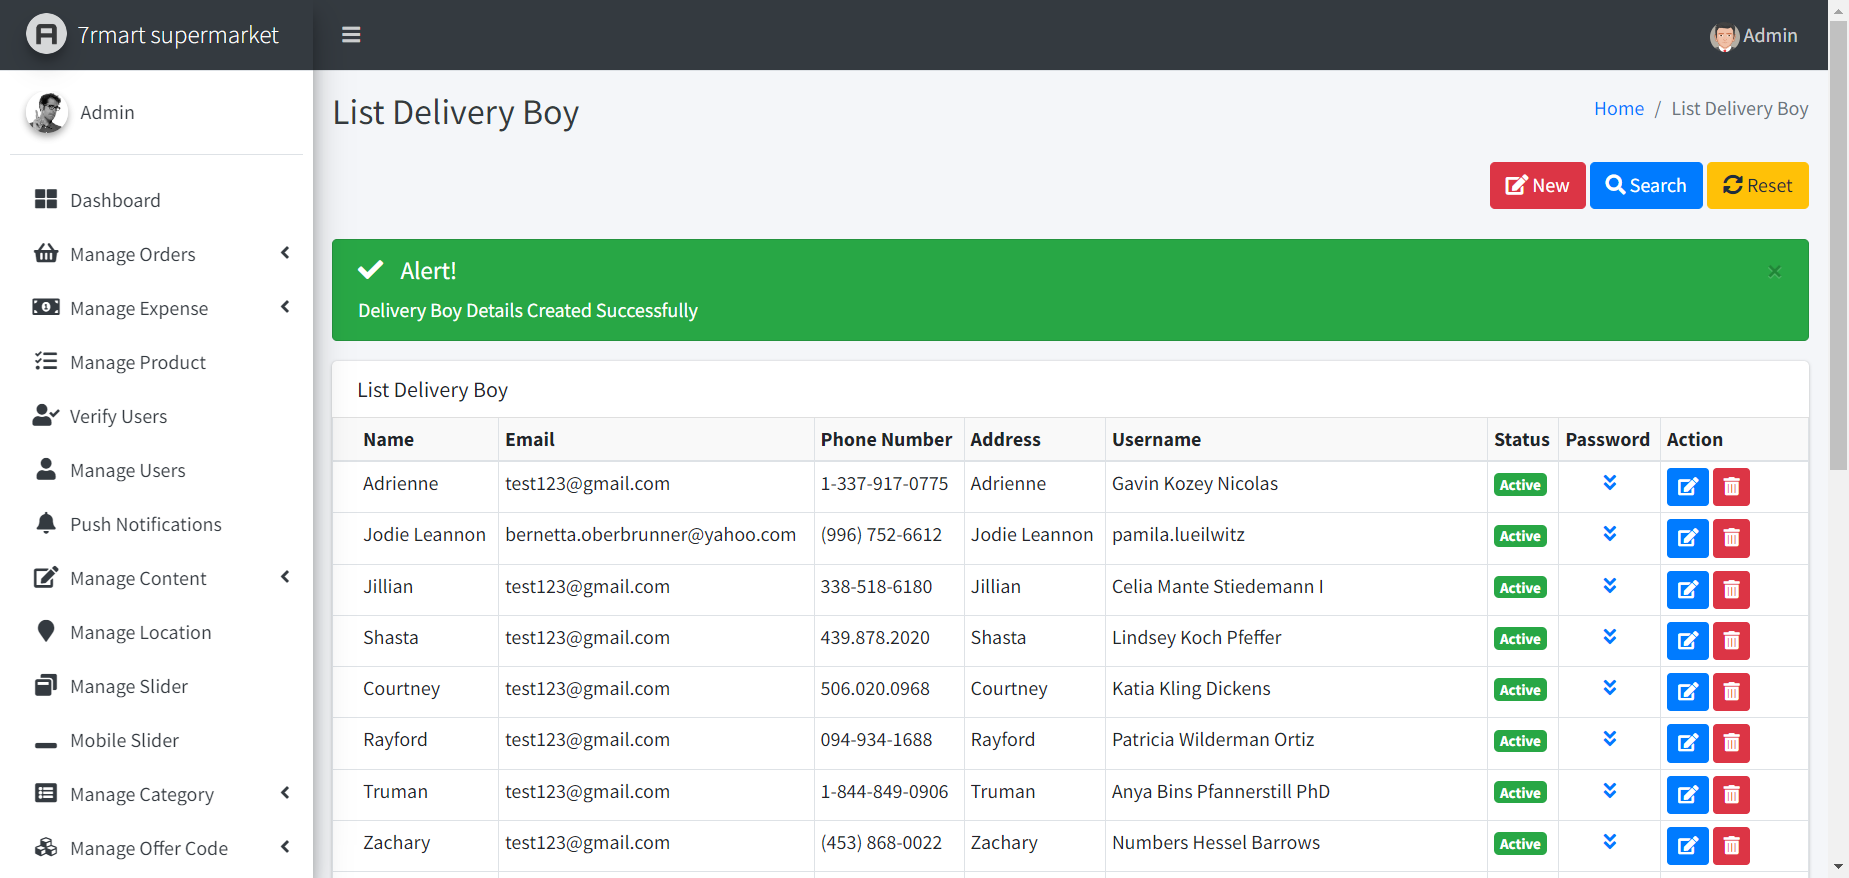 7rmart supermarket
Admin
Admin
Dashboard
Manage Orders
Manage Expense
Manage Product
Verify Users
Manage Users
Push Notifications
Manage Content
Manage Location
Manage Slider
Mobile Slider
Manage Category
Manage Offer Code
List Delivery Boy
Home / List Delivery Boy
New Search Reset
Alert! ×
Delivery Boy Details Created Successfully
List Delivery Boy
Name Email Phone Number Address Username Status Password Action
Adrienne test123@gmail.com 1-337-917-0775 Adrienne Gavin Kozey Nicolas Active
Jodie Leannon bernetta.oberbrunner@yahoo.com (996) 752-6612 Jodie Leannon pamila.lueilwitz Active
Jillian test123@gmail.com 338-518-6180 Jillian Celia Mante Stiedemann I Active
Shasta test123@gmail.com 439.878.2020 Shasta Lindsey Koch Pfeffer Active
Courtney test123@gmail.com 506.020.0968 Courtney Katia Kling Dickens Active
Rayford test123@gmail.com 094-934-1688 Rayford Patricia Wilderman Ortiz Active
Truman test123@gmail.com 1-844-849-0906 Truman Anya Bins Pfannerstill PhD Active
Zachary test123@gmail.com (453) 868-0022 Zachary Numbers Hessel Barrows Active